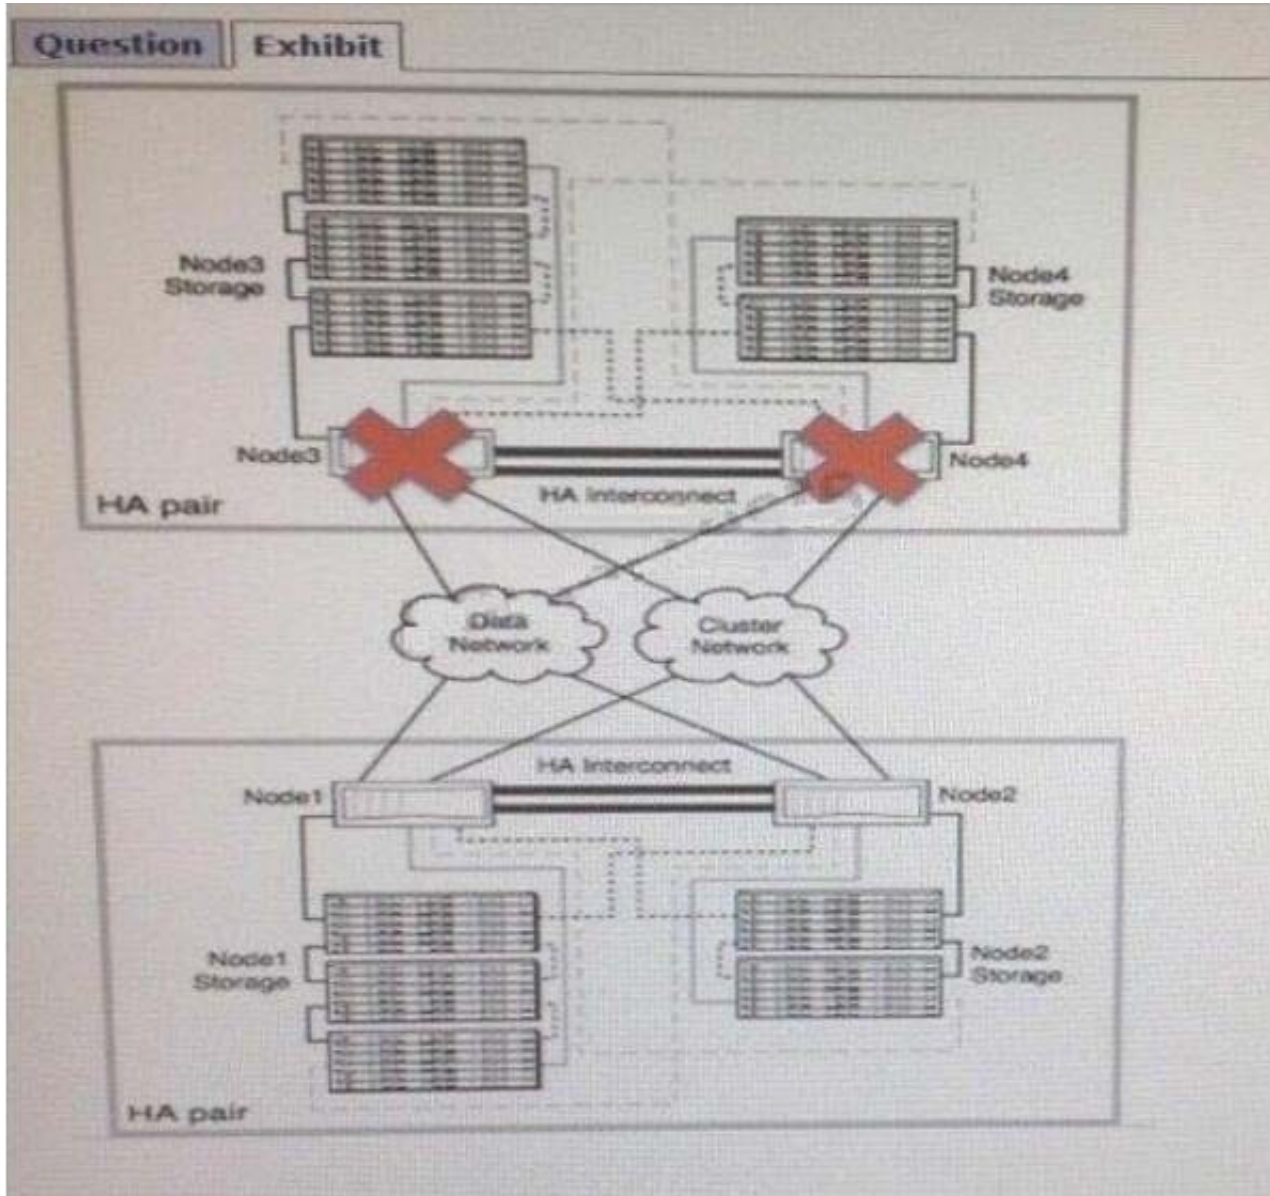 Question
Exhibit
Node3
Storage
Node4
Storage
Node3
Node4
HA Interconnect
HA pair
Data
Network
Cluster
Network
HA Interconnect
Node1
Node2
Node1
Storage
Node2
Storage
HA pair